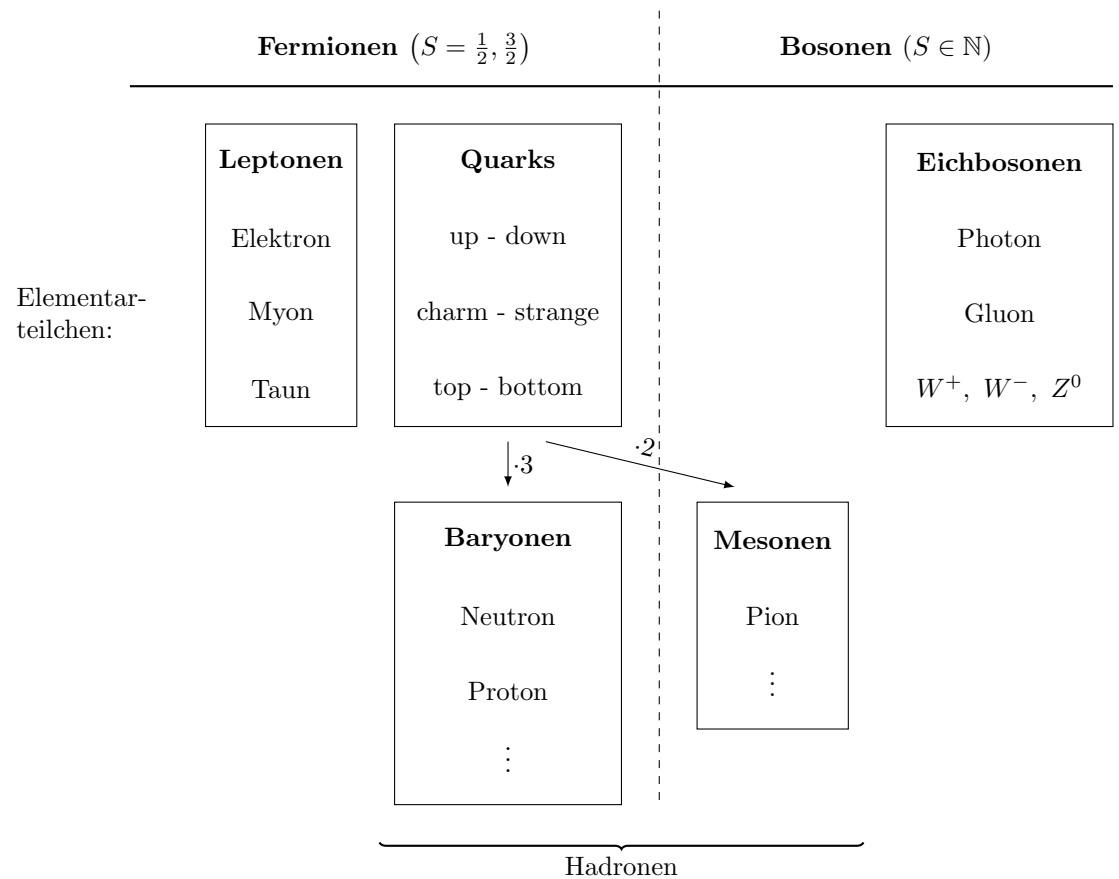 Fermionen (S = 1/2, 3/2)
Bosonen (S ∈ ℕ)
Elementar-
teilchen:
Leptonen
Elektron
Myon
Taun
Quarks
up - down
charm - strange
top - bottom
Eichbosonen
Photon
Gluon
W⁺, W⁻, Z⁰
·3
·2
Baryonen
Neutron
Proton
⋮
Mesonen
Pion
⋮
Hadronen